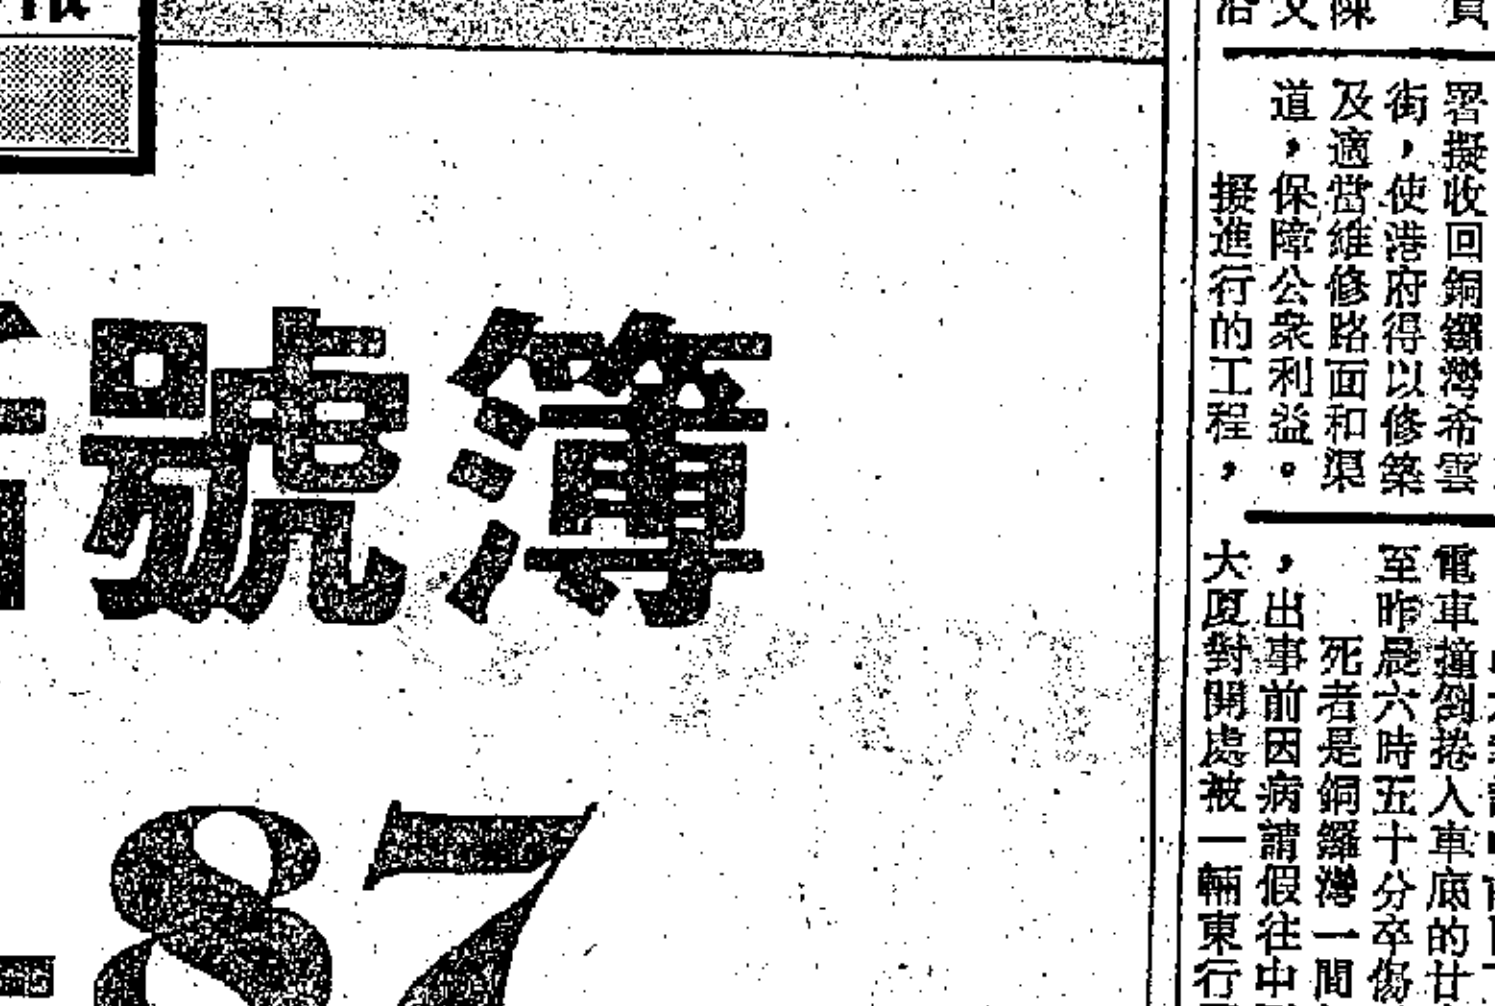 號簿
87
署擬收回銅鑼灣希雲
街，使港府得以修築
及適當維修路面和渠
道，保障公衆利益。
擬進行的工程，
電車撞倒捲入車底的廿
至昨晨六時五十分卒傷
死者是銅鑼灣一間
，出事前因病請假往中
大厦對開處被一輛東行